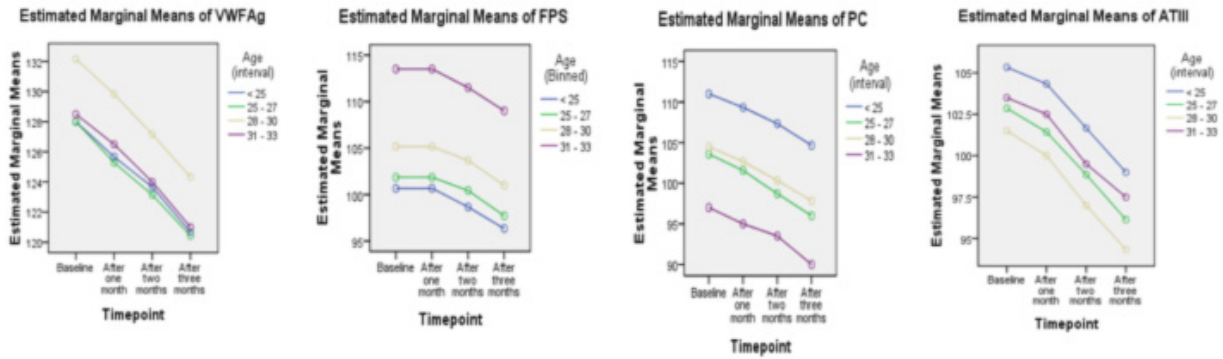 Estimated Marginal Means of VWFAg
Estimated Marginal Means
132
130
128
126
124
122
120
Baseline
After one month
After two months
After three months
Timepoint
Age
(interval)
< 25
25 - 27
28 - 30
31 - 33
Estimated Marginal Means of FPS
Estimated Marginal
Means
115
110
105
100
95
Baseline
After one month
After two months
After three months
Timepoint
Age
(Binned)
< 25
25 - 27
28 - 30
31 - 33
Estimated Marginal Means of PC
Estimated Marginal
Means
115
110
105
100
95
90
Baseline
After one month
After two months
After three months
Timepoint
Age
(interval)
< 25
25 - 27
28 - 30
31 - 33
Estimated Marginal Means of ATIII
Estimated Marginal Means
105
102.5
100
97.5
95
Baseline
After one month
After two months
After three months
Timepoint
Age
(interval)
< 25
25 - 27
28 - 30
31 - 33